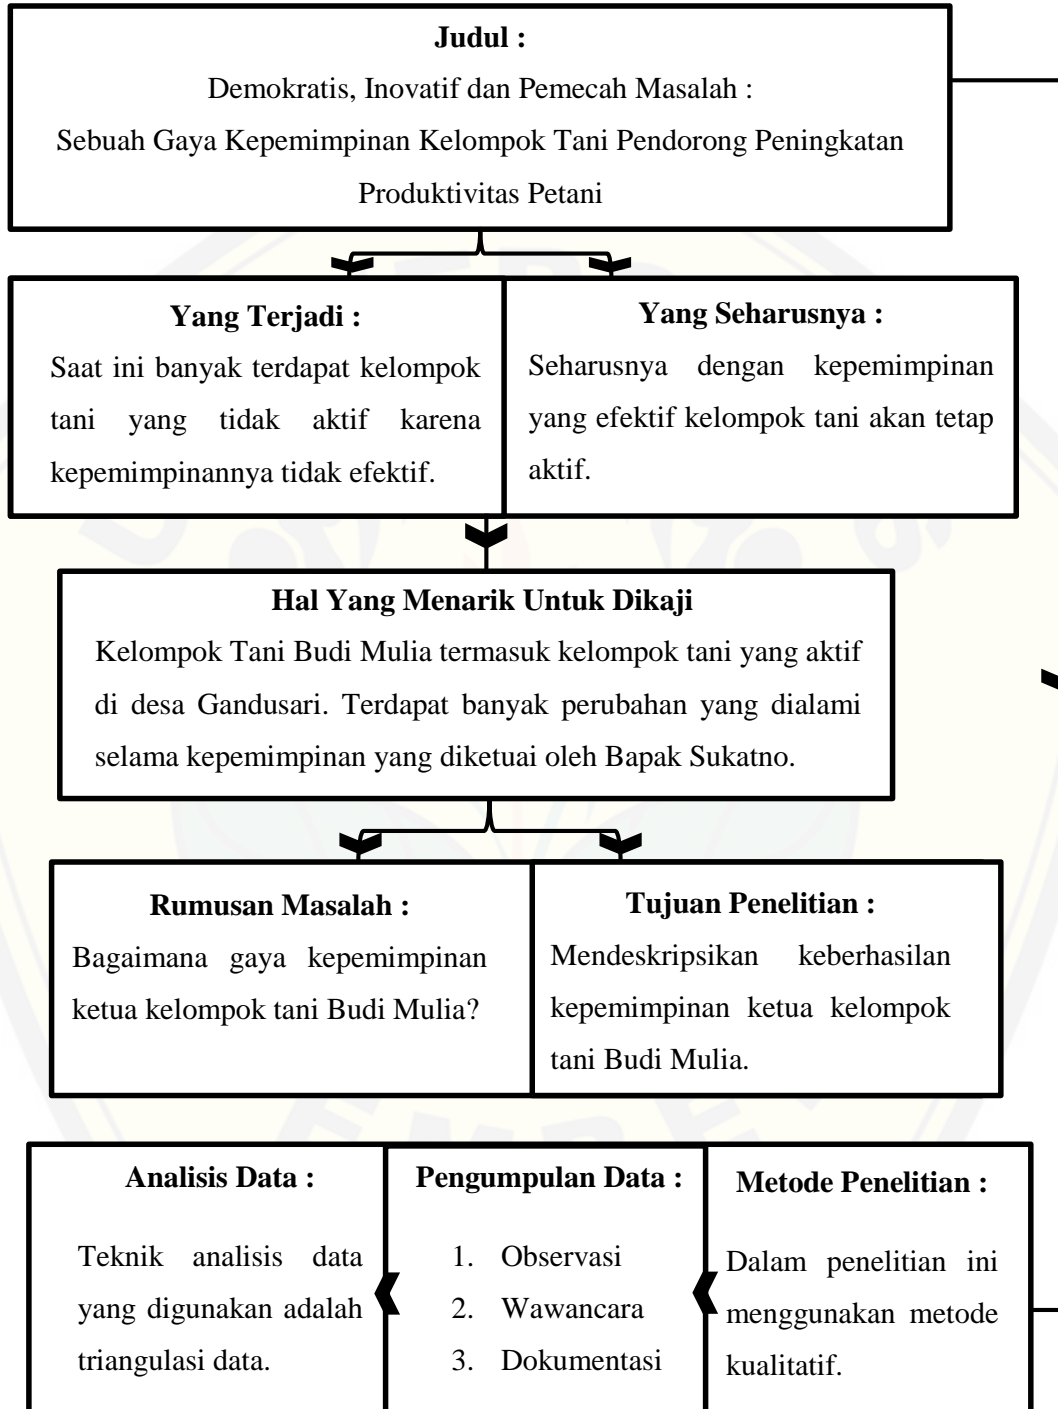 Judul :
Demokratis, Inovatif dan Pemecah Masalah :
Sebuah Gaya Kepemimpinan Kelompok Tani Pendorong Peningkatan
Produktivitas Petani
Yang Terjadi :
Saat ini banyak terdapat kelompok
tani yang tidak aktif karena
kepemimpinannya tidak efektif.
Yang Seharusnya :
Seharusnya dengan kepemimpinan
yang efektif kelompok tani akan tetap
aktif.
Hal Yang Menarik Untuk Dikaji
Kelompok Tani Budi Mulia termasuk kelompok tani yang aktif
di desa Gandusari. Terdapat banyak perubahan yang dialami
selama kepemimpinan yang diketuai oleh Bapak Sukatno.
Rumusan Masalah :
Bagaimana gaya kepemimpinan
ketua kelompok tani Budi Mulia?
Tujuan Penelitian :
Mendeskripsikan keberhasilan
kepemimpinan ketua kelompok
tani Budi Mulia.
Analisis Data :
Teknik analisis data
yang digunakan adalah
triangulasi data.
Pengumpulan Data :
1. Observasi
2. Wawancara
3. Dokumentasi
Metode Penelitian :
Dalam penelitian ini
menggunakan metode
kualitatif.